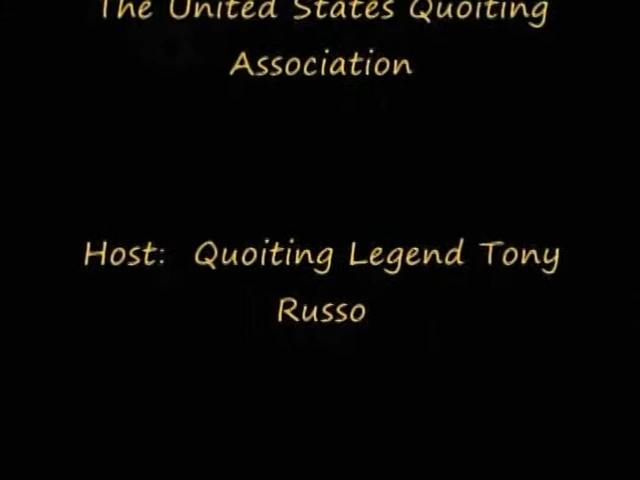 The United States Quoiting
Association
Host: Quoiting Legend Tony
Russo